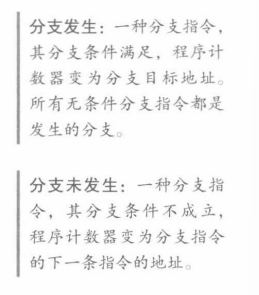 分支发生：一种分支指令，
其分支条件满足，程序计
数器变为分支目标地址。
所有无条件分支指令都是
发生的分支。
分支未发生：一种分支指
令，其分支条件不成立，
程序计数器变为分支指令
的下一条指令的地址。